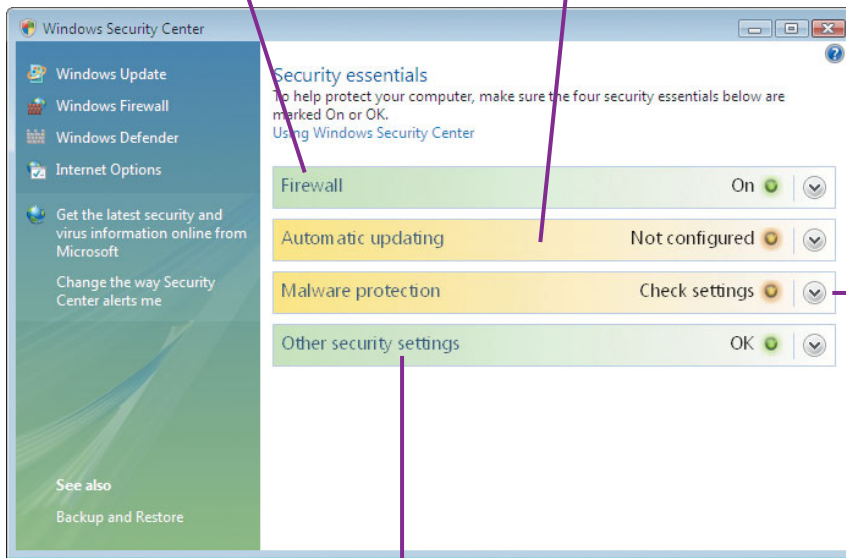 Windows Security Center
Windows Update
Windows Firewall
Windows Defender
Internet Options
Get the latest security and
virus information online from
Microsoft
Change the way Security
Center alerts me
See also
Backup and Restore
Security essentials
To help protect your computer, make sure the four security essentials below are
marked On or OK.
Using Windows Security Center
Firewall On
Automatic updating Not configured
Malware protection Check settings
Other security settings OK